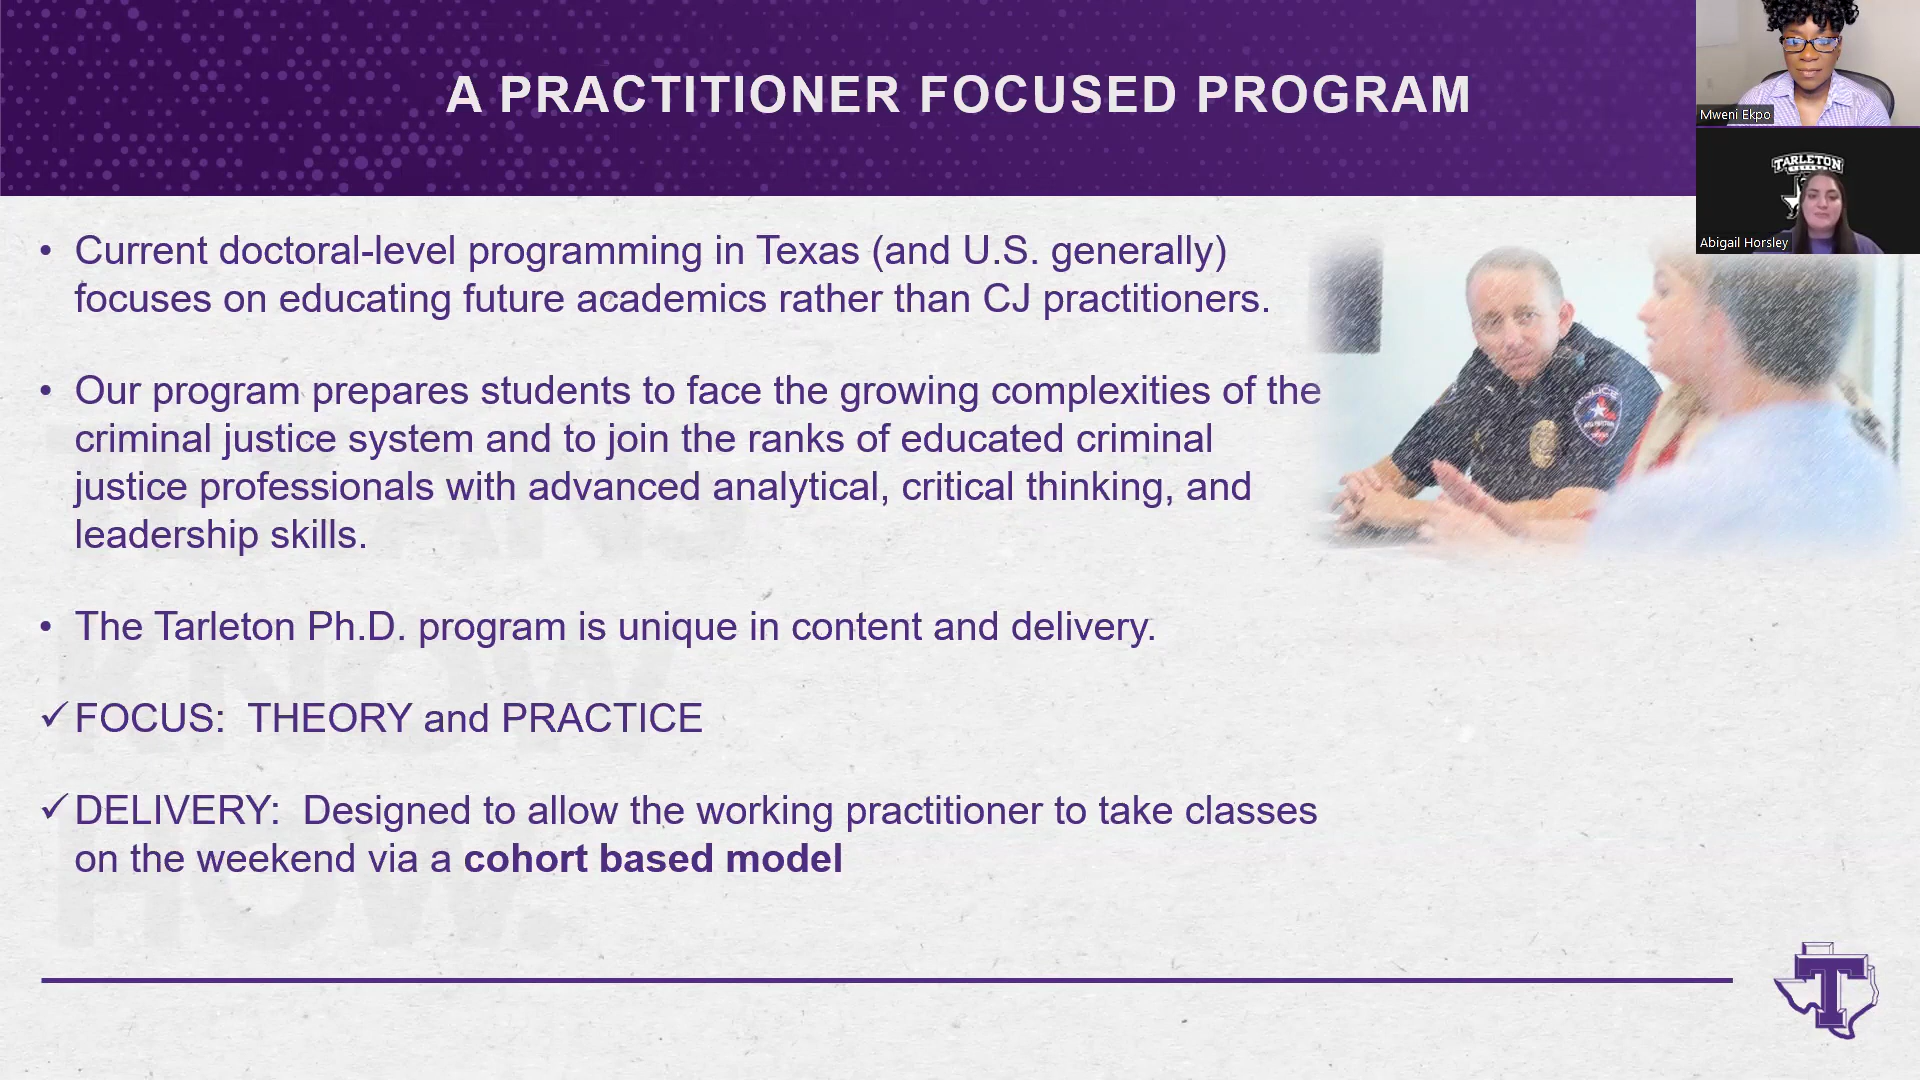 A PRACTITIONER FOCUSED PROGRAM
Mweni Ekpo
TARLETON
Abigail Horsley
• Current doctoral-level programming in Texas (and U.S. generally)
focuses on educating future academics rather than CJ practitioners.
• Our program prepares students to face the growing complexities of the
criminal justice system and to join the ranks of educated criminal
justice professionals with advanced analytical, critical thinking, and
leadership skills.
• The Tarleton Ph.D. program is unique in content and delivery.
✓ FOCUS:  THEORY and PRACTICE
✓ DELIVERY:  Designed to allow the working practitioner to take classes
on the weekend via a cohort based model
POLICE
KNOW
HOW.
T